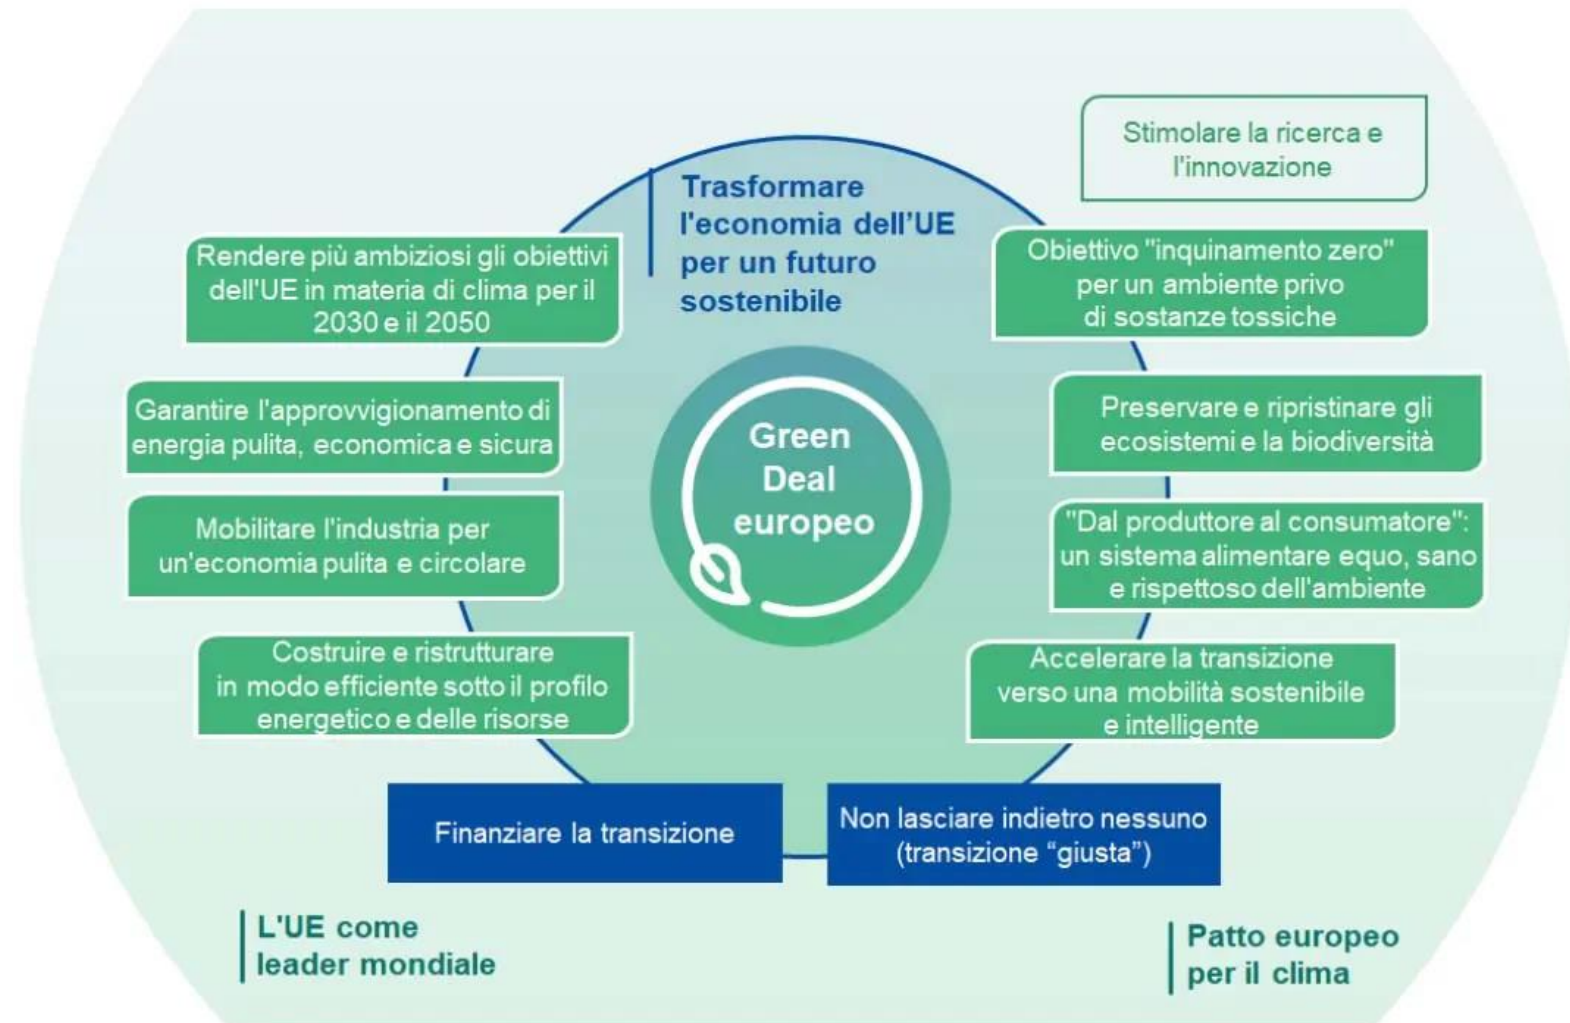 Stimolare la ricerca e
l'innovazione
Trasformare
l'economia dell’UE
per un futuro
sostenibile
Rendere più ambiziosi gli obiettivi
dell'UE in materia di clima per il
2030 e il 2050
Obiettivo "inquinamento zero"
per un ambiente privo
di sostanze tossiche
Garantire l'approvvigionamento di
energia pulita, economica e sicura
Preservare e ripristinare gli
ecosistemi e la biodiversità
Green
Deal
europeo
Mobilitare l'industria per
un'economia pulita e circolare
"Dal produttore al consumatore":
un sistema alimentare equo, sano
e rispettoso dell'ambiente
Costruire e ristrutturare
in modo efficiente sotto il profilo
energetico e delle risorse
Accelerare la transizione
verso una mobilità sostenibile
e intelligente
Finanziare la transizione
Non lasciare indietro nessuno
(transizione “giusta”)
L'UE come
leader mondiale
Patto europeo
per il clima